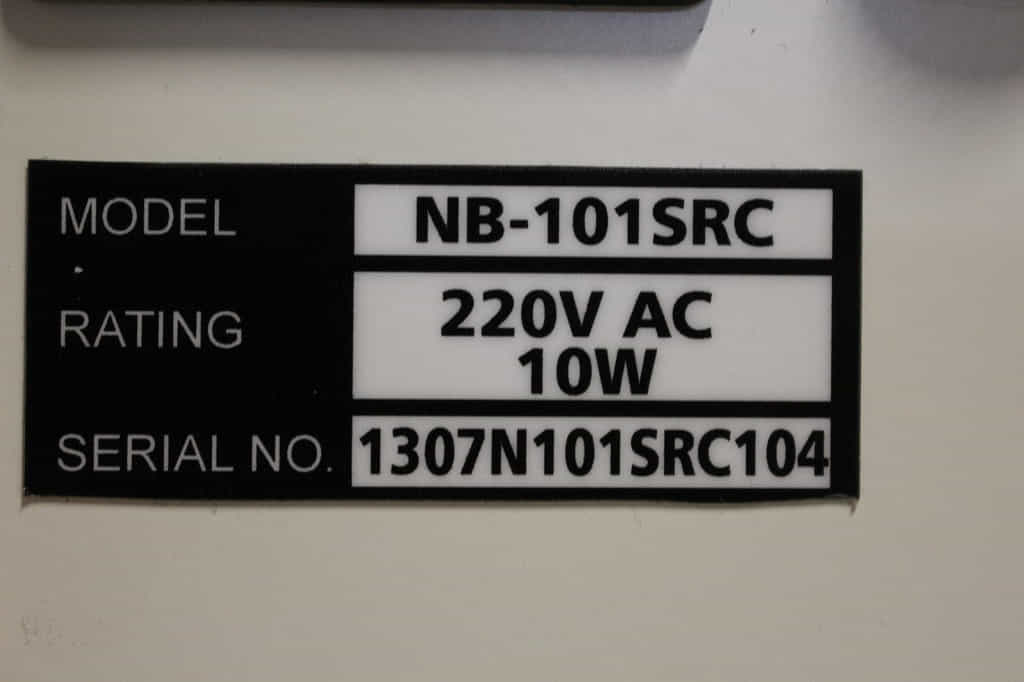 MODEL NB-101SRC
RATING 220V AC
10W
SERIAL NO. 1307N101SRC104